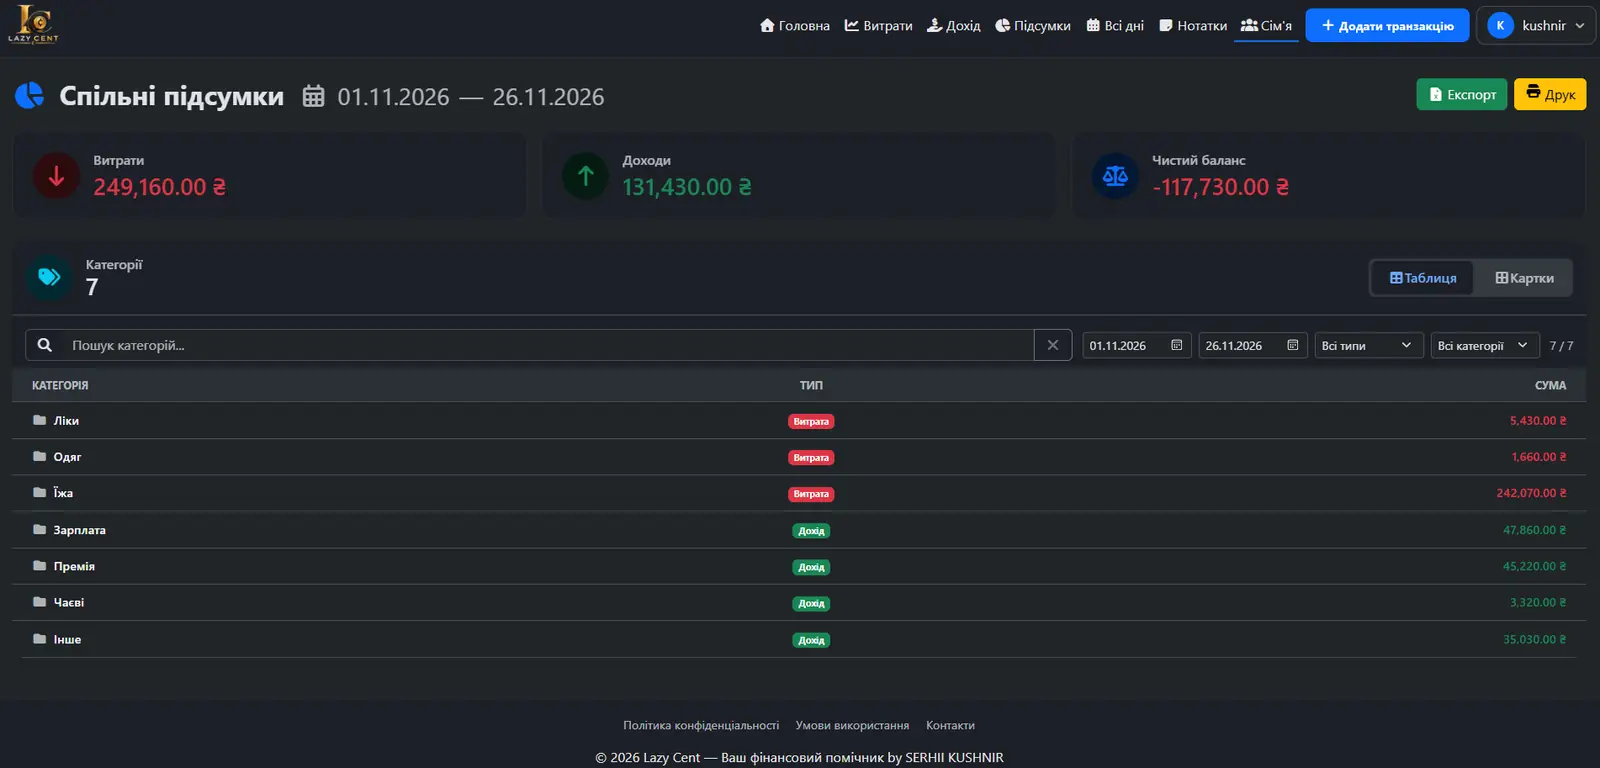 LAZY CENT
Головна Витрати Дохід Підсумки Всі дні Нотатки Сім'я + Додати транзакцію K kushnir
Спільні підсумки 01.11.2026 — 26.11.2026 Експорт Друк
Витрати
249,160.00 ₴
Доходи
131,430.00 ₴
Чистий баланс
-117,730.00 ₴
Категорії
7
Таблиця Картки
Пошук категорій... 01.11.2026 26.11.2026 Всі типи Всі категорії 7 / 7
КАТЕГОРІЯ ТИП СУМА
Ліки Витрата 5,430.00 ₴
Одяг Витрата 1,660.00 ₴
Їжа Витрата 242,070.00 ₴
Зарплата Дохід 47,860.00 ₴
Премія Дохід 45,220.00 ₴
Чаєві Дохід 3,320.00 ₴
Інше Дохід 35,030.00 ₴
Політика конфіденціальності Умови використання Контакти
© 2026 Lazy Cent — Ваш фінансовий помічник by SERHII KUSHNIR